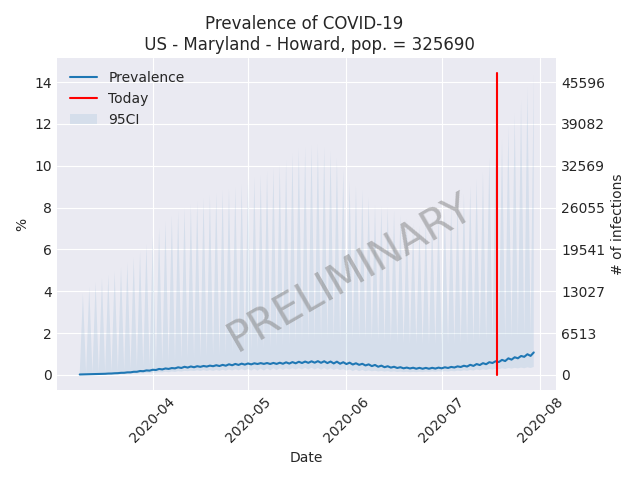 Prevalence of COVID-19
US - Maryland - Howard, pop. = 325690
Prevalence
Today
95CI
14
12
10
8
6
4
2
0
%
45596
39082
32569
26055
19541
13027
6513
0
# of infections
PRELIMINARY
2020-04
2020-05
2020-06
2020-07
2020-08
Date